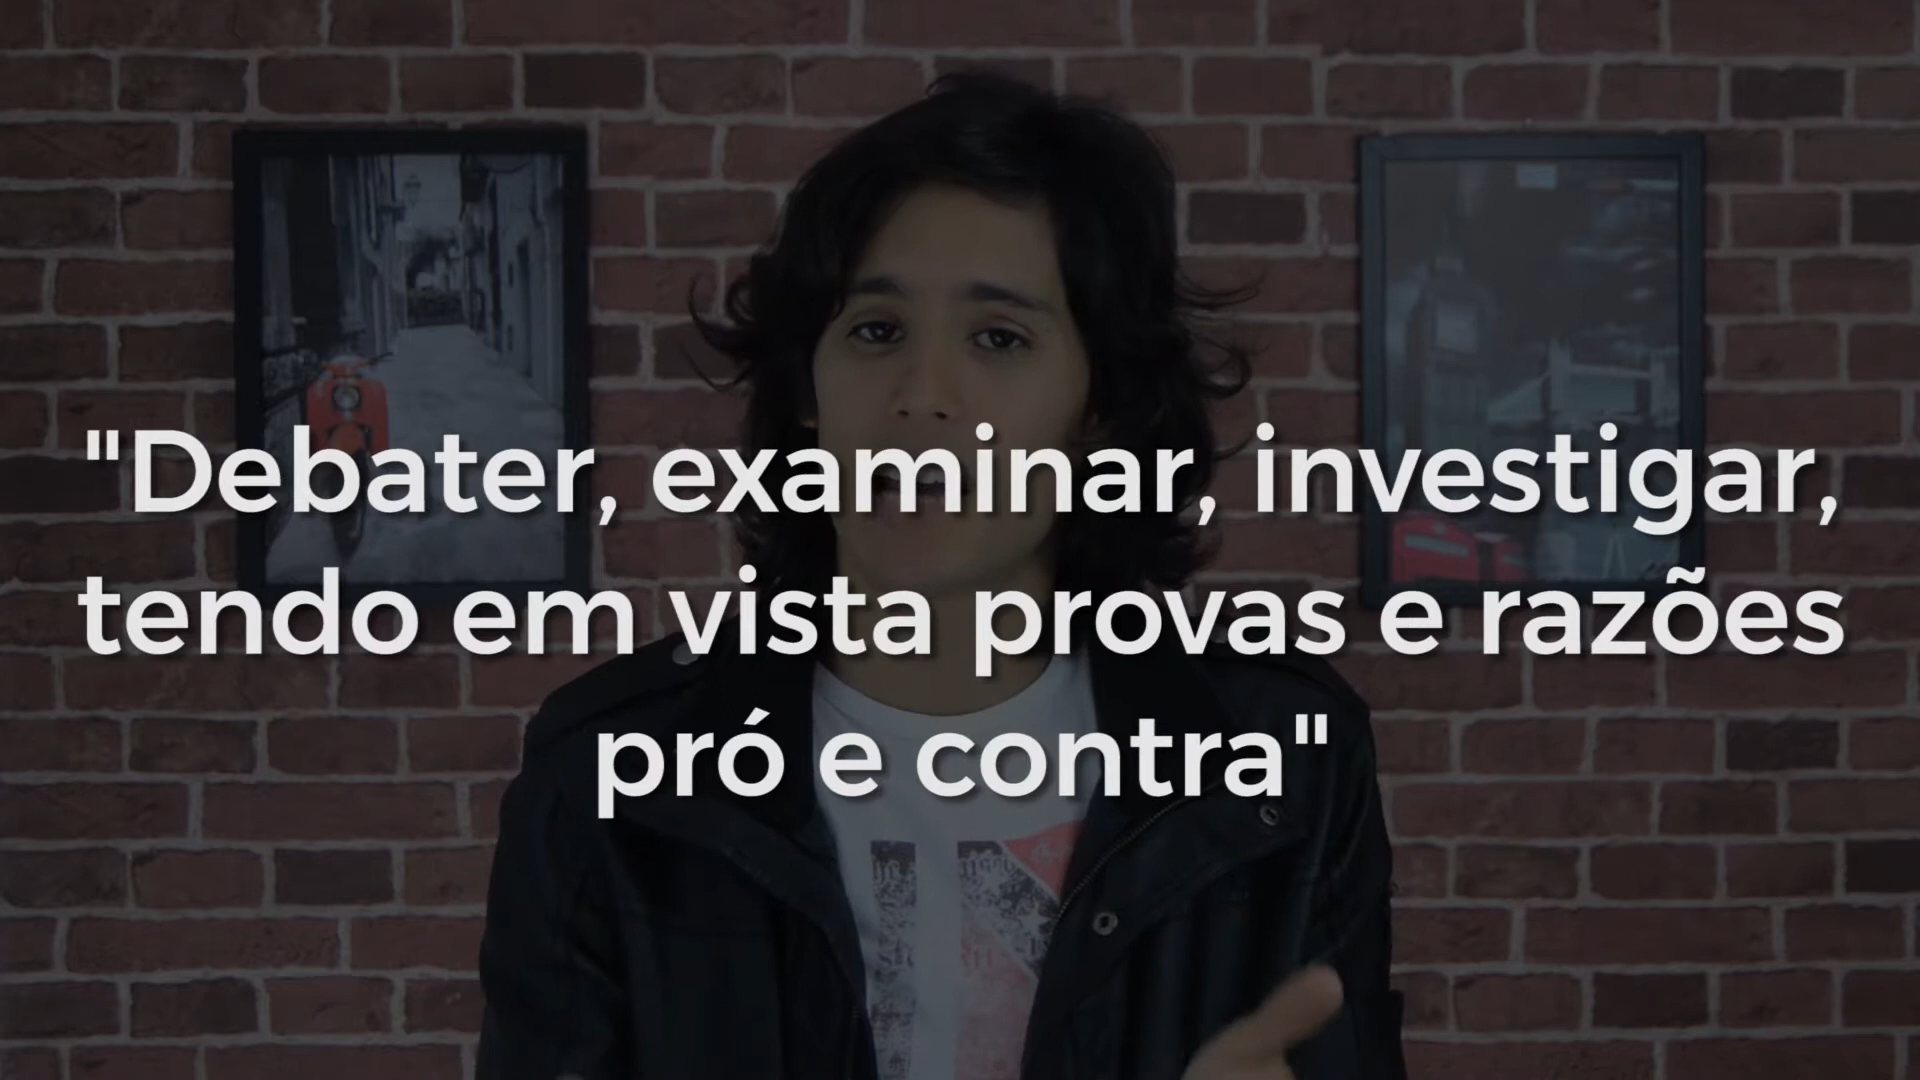 "Debater, examinar, investigar,
tendo em vista provas e razões
pró e contra"